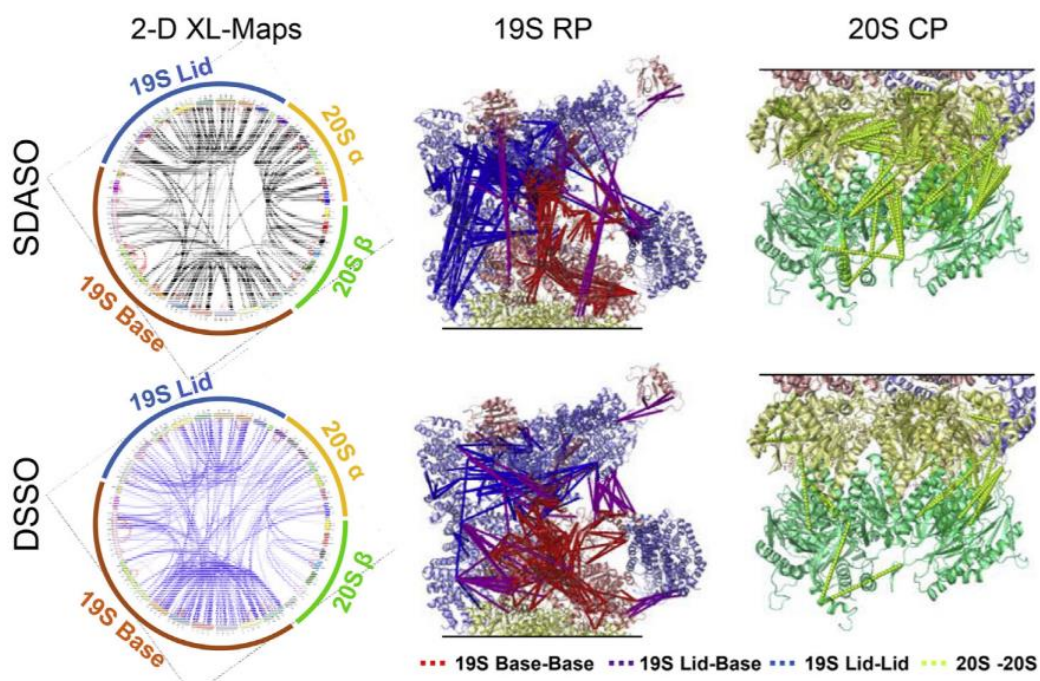 2-D XL-Maps
19S RP
20S CP
SDASO
19S Lid
20S α
20S β
19S Base
DSSO
19S Lid
20S α
20S β
19S Base
19S Base-Base
19S Lid-Base
19S Lid-Lid
20S -20S